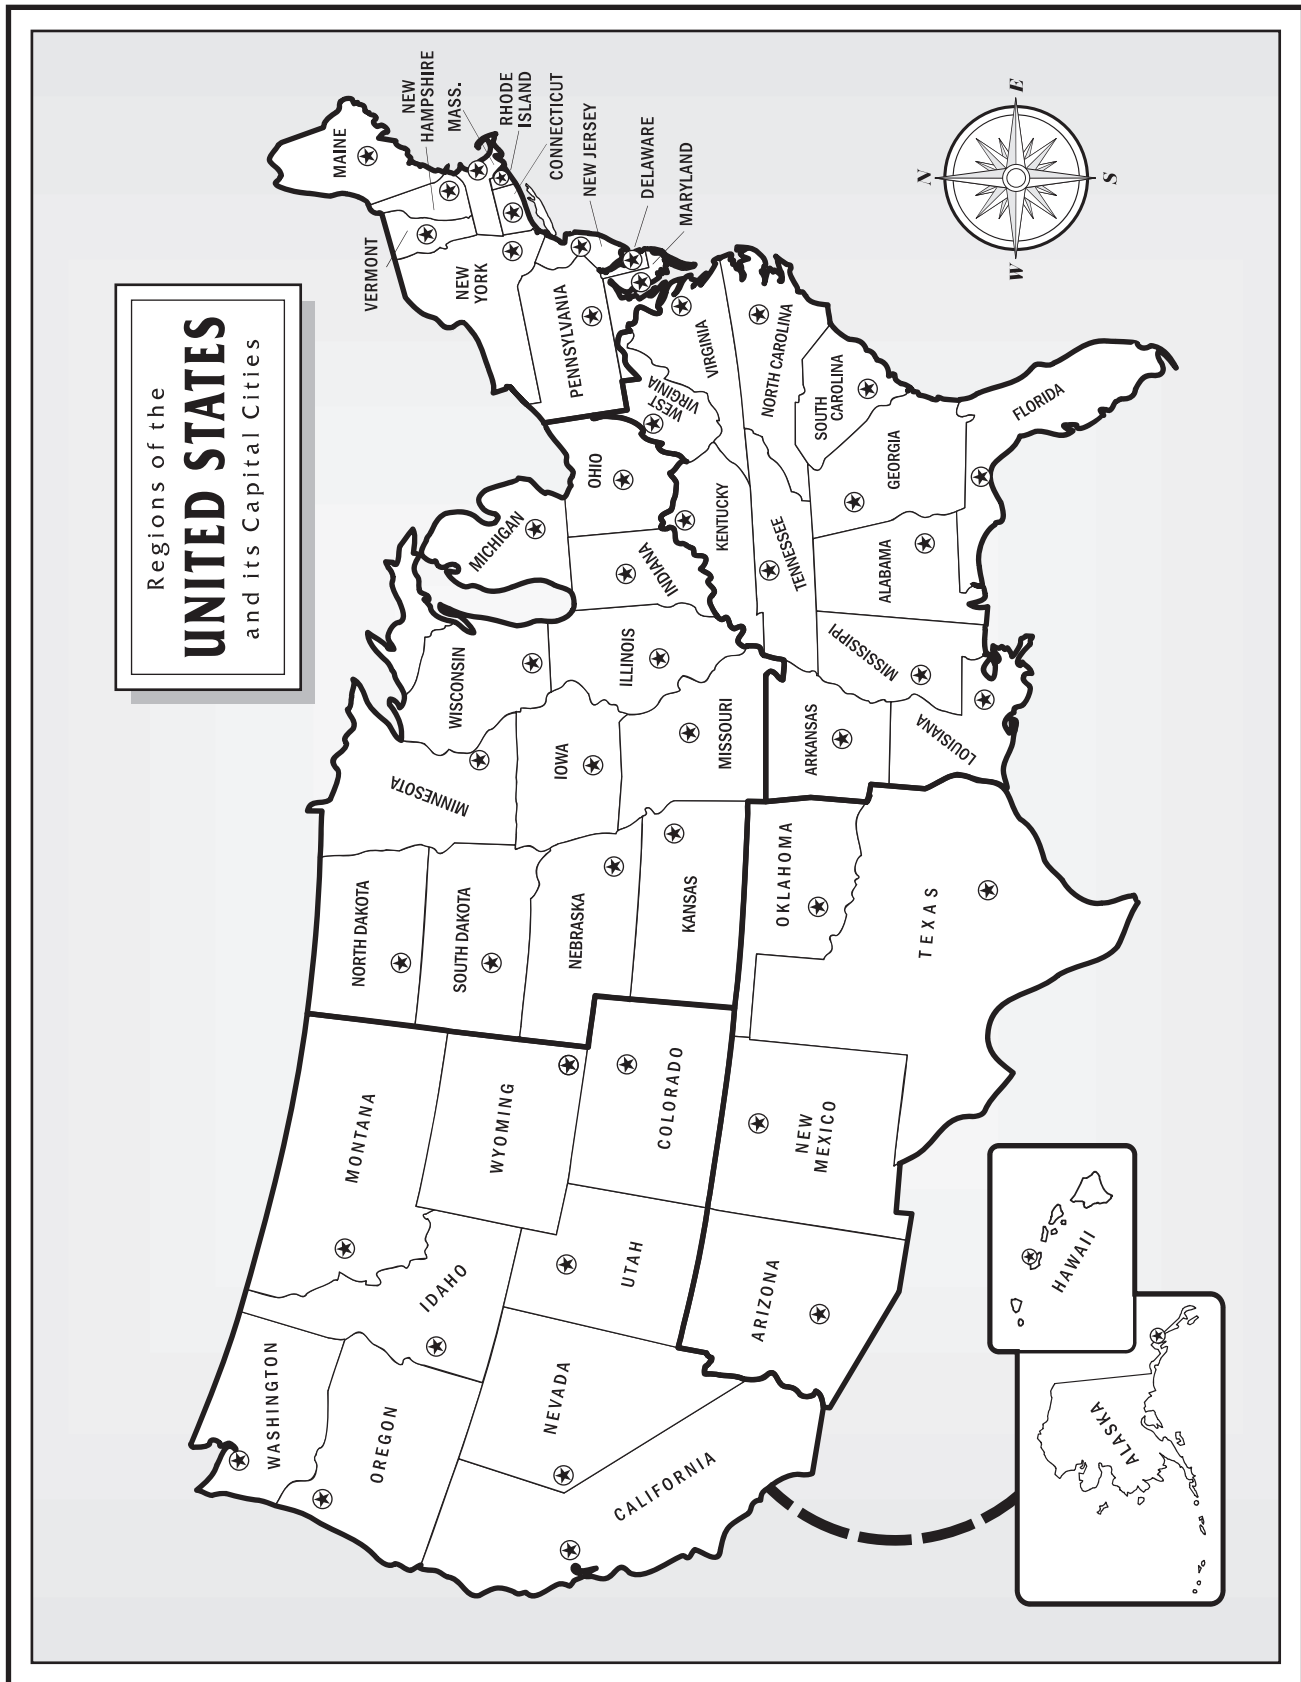 Regions of the
UNITED STATES
and its Capital Cities
WASHINGTON
OREGON
CALIFORNIA
NEVADA
IDAHO
MONTANA
WYOMING
UTAH
COLORADO
ARIZONA
NEW
MEXICO
NORTH DAKOTA
SOUTH DAKOTA
NEBRASKA
KANSAS
OKLAHOMA
TEXAS
MINNESOTA
IOWA
MISSOURI
ARKANSAS
LOUISIANA
WISCONSIN
ILLINOIS
MICHIGAN
INDIANA
OHIO
KENTUCKY
TENNESSEE
MISSISSIPPI
ALABAMA
GEORGIA
FLORIDA
SOUTH
CAROLINA
NORTH CAROLINA
VIRGINIA
WEST
VIRGINIA
PENNSYLVANIA
NEW
YORK
VERMONT
MAINE
NEW
HAMPSHIRE
MASS.
RHODE
ISLAND
CONNECTICUT
NEW JERSEY
DELAWARE
MARYLAND
ALASKA
HAWAII
N
E
S
W